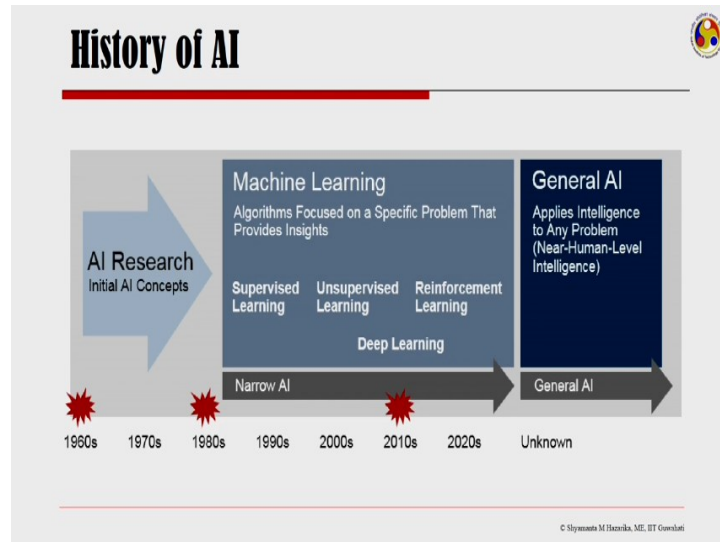 History of AI
AI Research
Initial AI Concepts
Machine Learning
Algorithms Focused on a Specific Problem That
Provides Insights
Supervised
Learning
Unsupervised
Learning
Reinforcement
Learning
Deep Learning
Narrow AI
General AI
Applies Intelligence
to Any Problem
(Near-Human-Level
Intelligence)
General AI
1960s 1970s 1980s 1990s 2000s 2010s 2020s Unknown
© Shyamanta M Hazarika, ME, IIT Guwahati